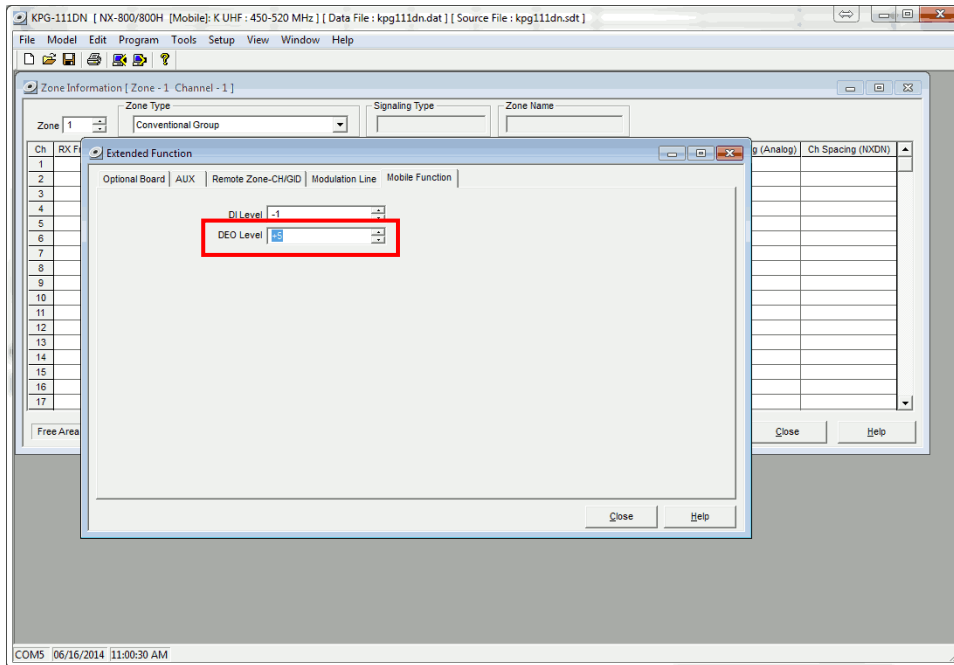 KPG-111DN [ NX-800/800H [Mobile]: K UHF : 450-520 MHz ] [ Data File : kpg111dn.dat ] [ Source File : kpg111dn.sdt ]
File Model Edit Program Tools Setup View Window Help
Zone Information [ Zone - 1 Channel - 1 ]
Zone Type Signaling Type Zone Name
Zone 1 Conventional Group
Ch RX g (Analog) Ch Spacing (NXDN)
Extended Function
Optional Board AUX Remote Zone-CH/GID Modulation Line Mobile Function
DI Level -1
DEO Level +5
1
2
3
4
5
6
7
8
9
10
11
12
13
14
15
16
17
Free Area Close Help
Close Help
COM5 06/16/2014 11:00:30 AM